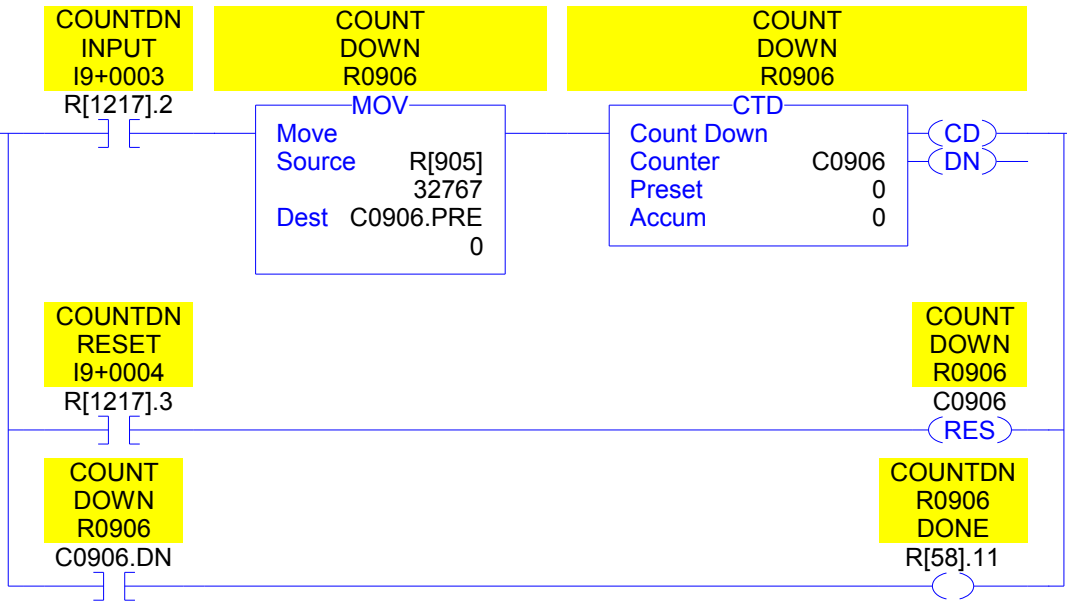 COUNTDN
INPUT
I9+0003
R[1217].2
COUNT
DOWN
R0906
MOV
Move
Source R[905]
32767
Dest C0906.PRE
0
COUNT
DOWN
R0906
CTD
Count Down
Counter C0906
Preset 0
Accum 0
CD
DN
COUNTDN
RESET
I9+0004
R[1217].3
COUNT
DOWN
R0906
C0906
RES
COUNT
DOWN
R0906
C0906.DN
COUNTDN
R0906
DONE
R[58].11